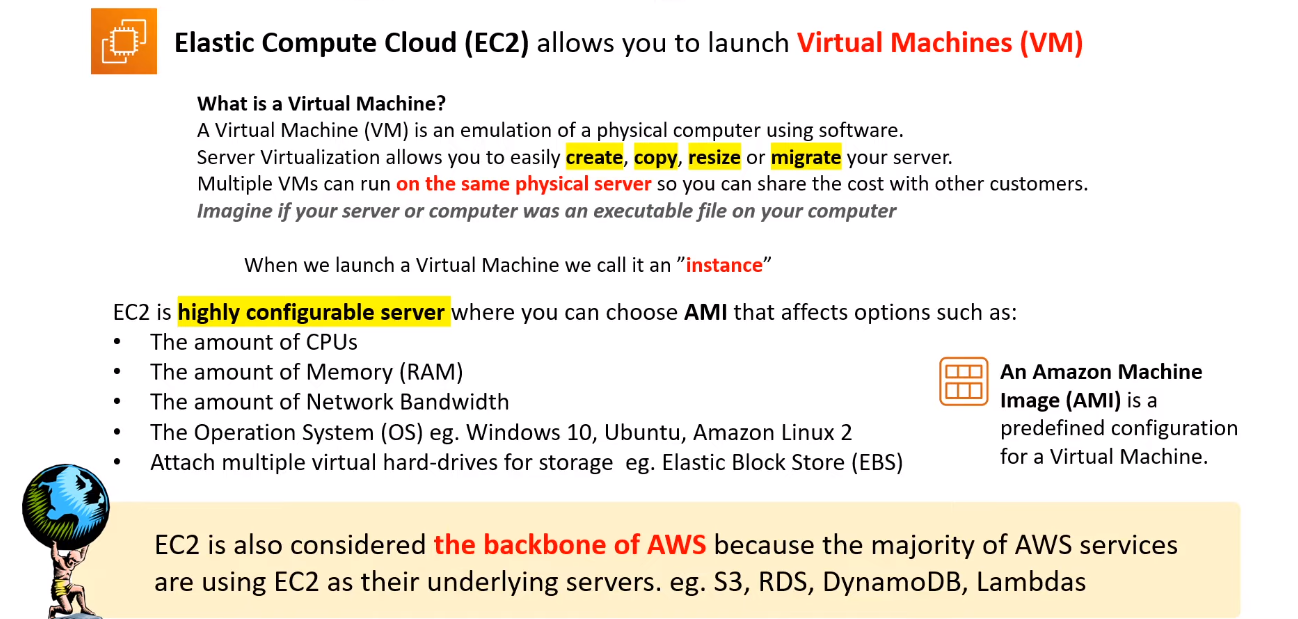 Elastic Compute Cloud (EC2) allows you to launch Virtual Machines (VM)
What is a Virtual Machine?
A Virtual Machine (VM) is an emulation of a physical computer using software.
Server Virtualization allows you to easily create, copy, resize or migrate your server.
Multiple VMs can run on the same physical server so you can share the cost with other customers.
Imagine if your server or computer was an executable file on your computer
When we launch a Virtual Machine we call it an ”instance”
EC2 is highly configurable server where you can choose AMI that affects options such as:
• The amount of CPUs
• The amount of Memory (RAM)
• The amount of Network Bandwidth
• The Operation System (OS) eg. Windows 10, Ubuntu, Amazon Linux 2
• Attach multiple virtual hard-drives for storage eg. Elastic Block Store (EBS)
An Amazon Machine
Image (AMI) is a
predefined configuration
for a Virtual Machine.
EC2 is also considered the backbone of AWS because the majority of AWS services
are using EC2 as their underlying servers. eg. S3, RDS, DynamoDB, Lambdas